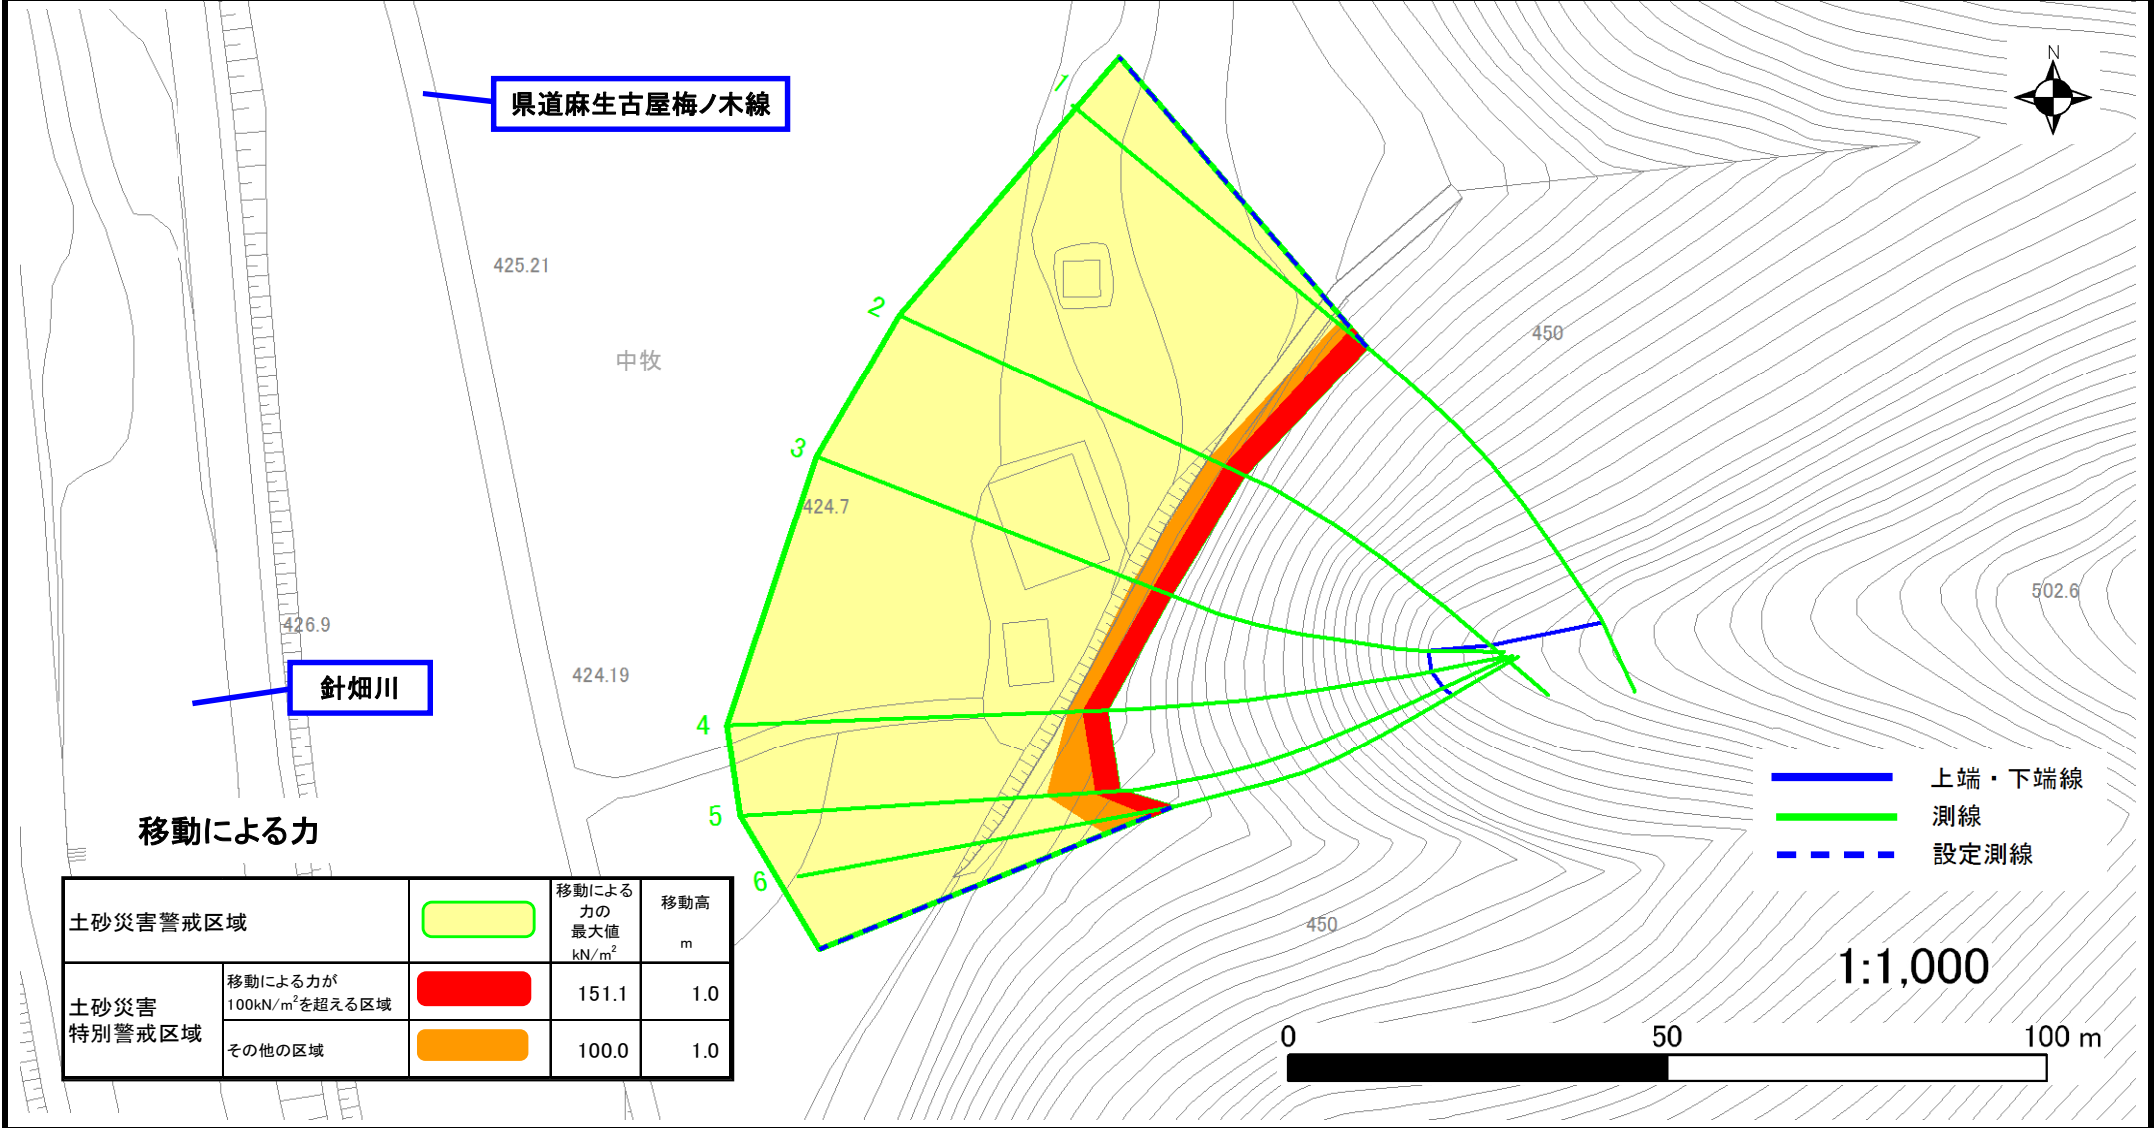 N
県道麻生古屋梅ノ木線
1
425.21
2
450
中牧
3
424.7
502.6
426.9
424.19
針畑川
4
5
6
上端・下端線
測線
設定測線
移動による力
土砂災害警戒区域
移動による
力の
最大値
kN/m²
移動高
m
土砂災害
特別警戒区域
移動による力が
100kN/m²を超える区域
151.1
1.0
その他の区域
100.0
1.0
450
1:1,000
0 50 100 m